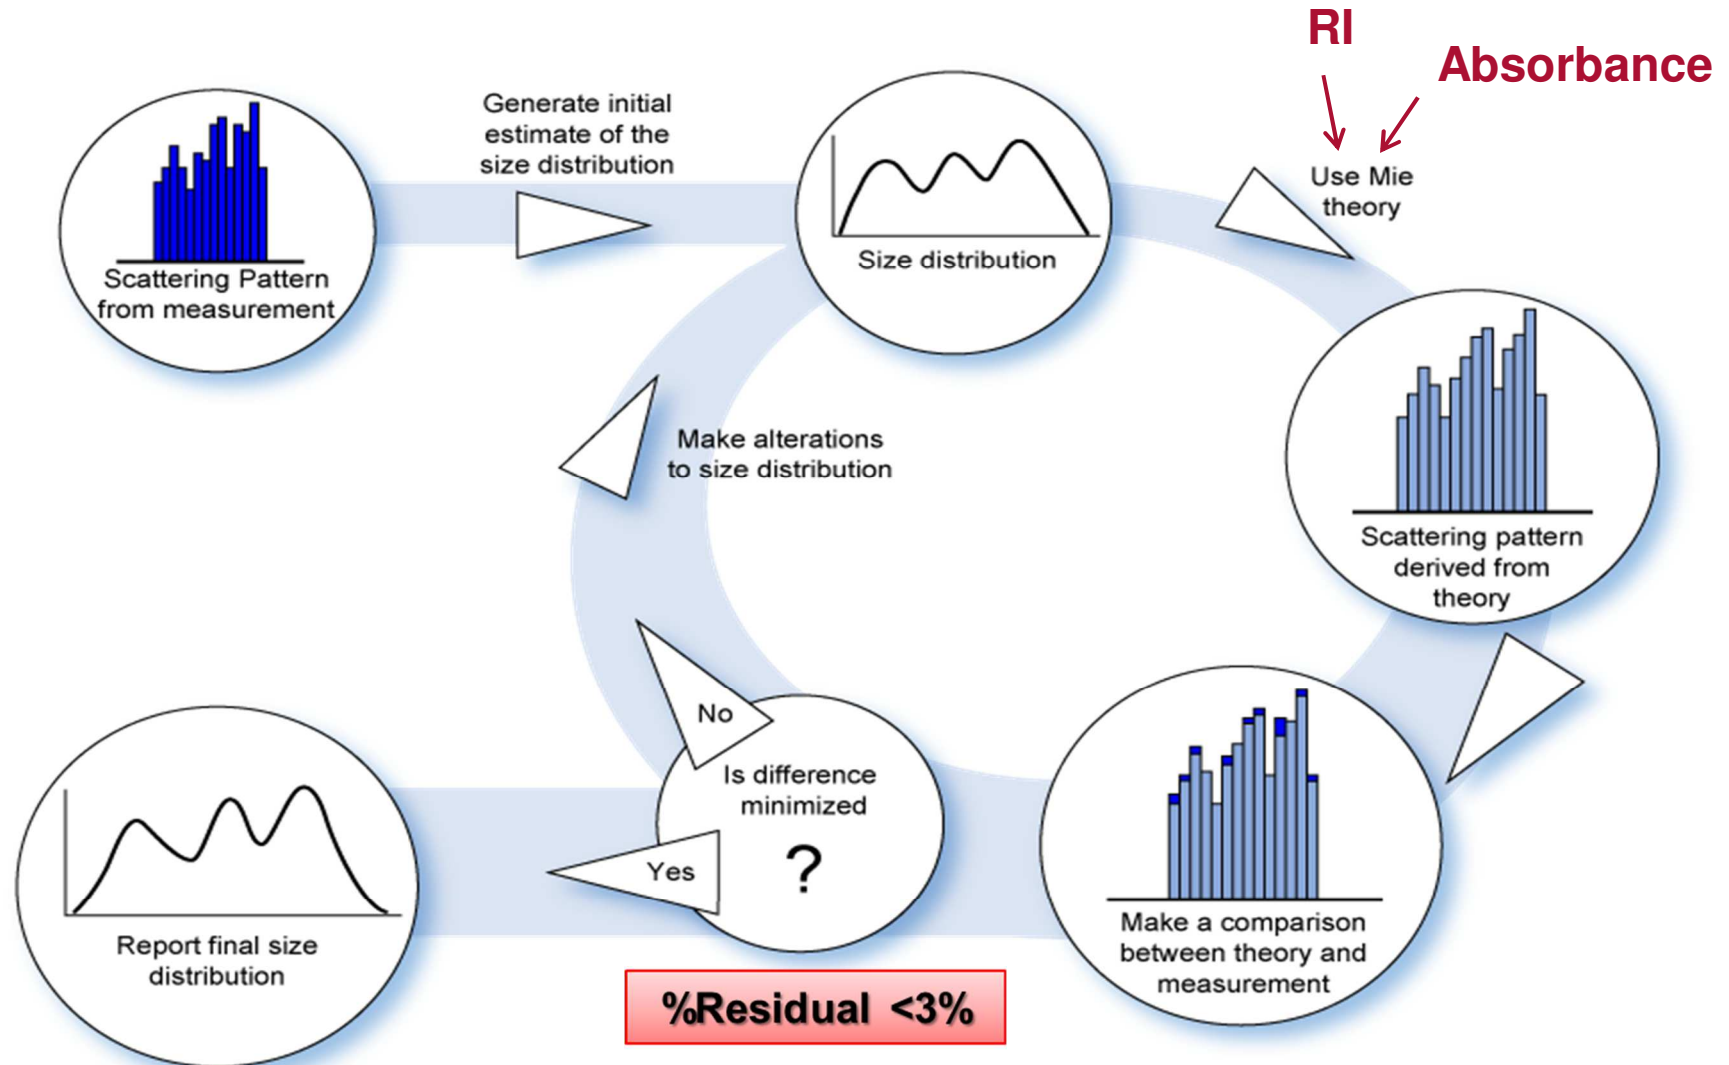 RI
Absorbance
Generate initial
estimate of the
size distribution
Use Mie
theory
Size distribution
Scattering Pattern
from measurement
Make alterations
to size distribution
Scattering pattern
derived from
theory
No
Is difference
minimized
?
Yes
Make a comparison
between theory and
measurement
Report final size
distribution
%Residual <3%